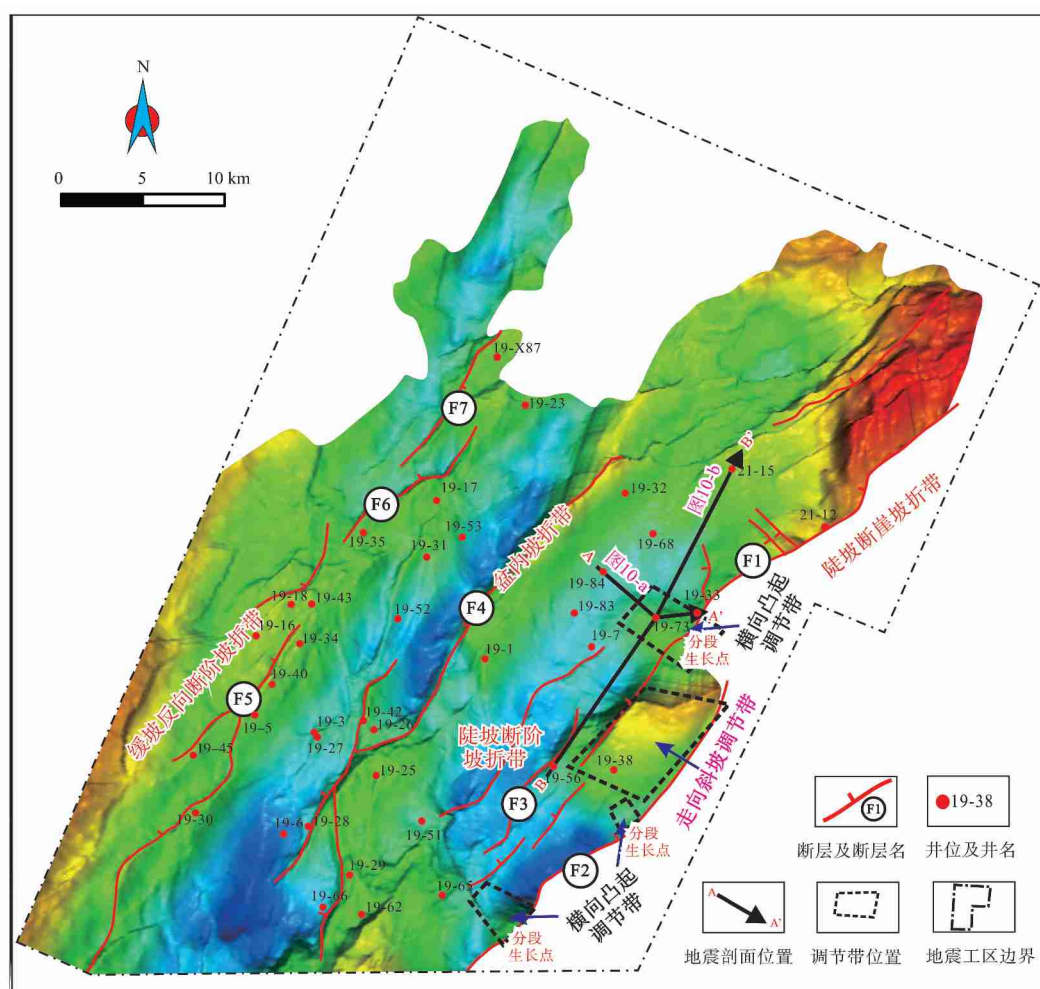 N
0 5 10 km
19-X87
F7
19-23
19-17
F6
19-53
19-35
19-31
19-32
B'
21-15
图10-b
21-12
陡坡断崖坡折带
盆内坡折带
19-68
F1
A
图10-a
19-84
19-18
19-43
F4
19-83
19-33
A'
19-73
横向凸起
调节带
19-52
19-16
19-34
19-7
分段
生长点
19-1
缓坡反向断阶坡折带
19-40
F5
19-5
19-42
19-3
19-26
19-27
陡坡断阶
坡折带
走向斜坡调节带
19-45
19-25
B
19-56
19-38
F3
19-30
19-6
19-28
19-51
分段
生长点
19-29
F2
19-65
19-66
19-62
横向凸起
调节带
分段
生长点
F1
19-38
断层及断层名
井位及井名
A
A'
地震剖面位置
调节带位置
地震工区边界